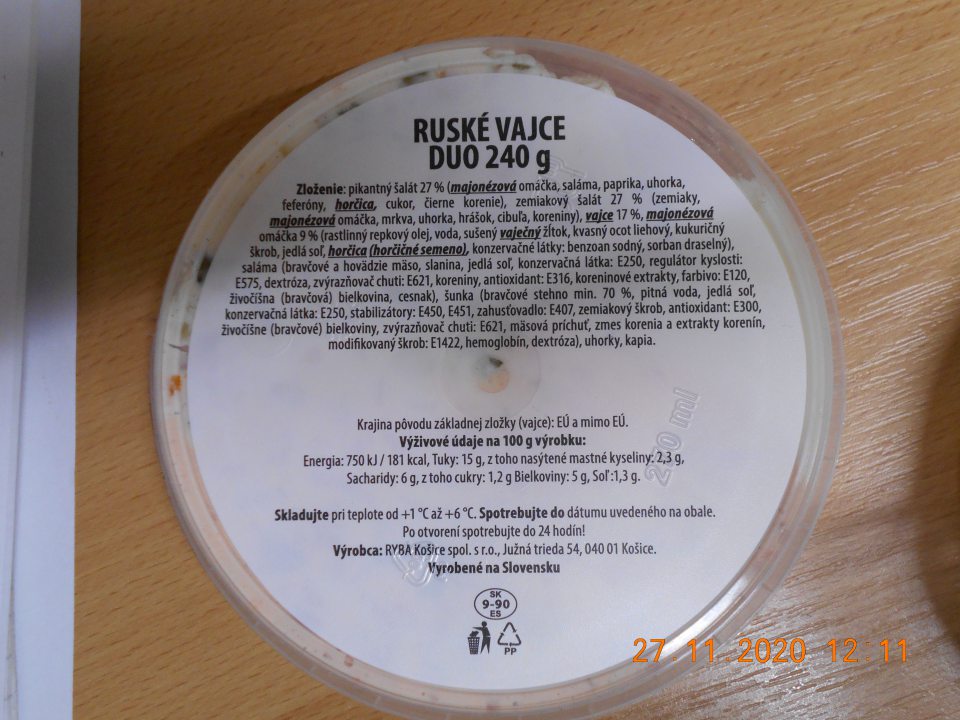 RUSKÉ VAJCE
DUO 240 g
Zloženie: pikantný šalát 27 % (majonézová omáčka, saláma, paprika, uhorka,
feferóny, horčica, cukor, čierne korenie), zemiakový šalát 27 % (zemiaky,
majonézová omáčka, mrkva, uhorka, hrášok, cibuľa, koreniny), vajce 17 %, majonézová
omáčka 9 % (rastlinný repkový olej, voda, sušený vaječný žĺtok, kvasný ocot liehový, kukuričný
škrob, jedlá soľ, horčica (horčičné semeno), konzervačné látky: benzoan sodný, sorban draselný),
saláma (bravčové a hovädzie mäso, slanina, jedlá soľ, konzervačná látka: E250, regulátor kyslosti:
E575, dextróza, zvýrazňovač chuti: E621, koreniny, antioxidant: E316, koreninové extrakty, farbivo: E120,
živočíšna (bravčová) bielkovina, cesnak), šunka (bravčové stehno min. 70 %, pitná voda, jedlá soľ,
konzervačná látka: E250, stabilizátory: E450, E451, zahusťovadlo: E407, zemiakový škrob, antioxidant: E300,
živočíšne (bravčové) bielkoviny, zvýrazňovač chuti: E621, mäsová príchuť, zmes korenia a extrakty korenín,
modifikovaný škrob: E1422, hemoglobín, dextróza), uhorky, kapia.
Krajina pôvodu základnej zložky (vajce): EÚ a mimo EÚ.
Výživové údaje na 100 g výrobku:
Energia: 750 kJ / 181 kcal, Tuky: 15 g, z toho nasýtené mastné kyseliny: 2,3 g,
Sacharidy: 6 g, z toho cukry: 1,2 g Bielkoviny: 5 g, Soľ :1,3 g.
Skladujte pri teplote od +1 °C až +6 °C. Spotrebujte do dátumu uvedeného na obale.
Po otvorení spotrebujte do 24 hodín!
Výrobca: RYBA Košice spol. s r.o., Južná trieda 54, 040 01 Košice.
Vyrobené na Slovensku
SK
9-90
ES
PP
27.11.2020 12:11